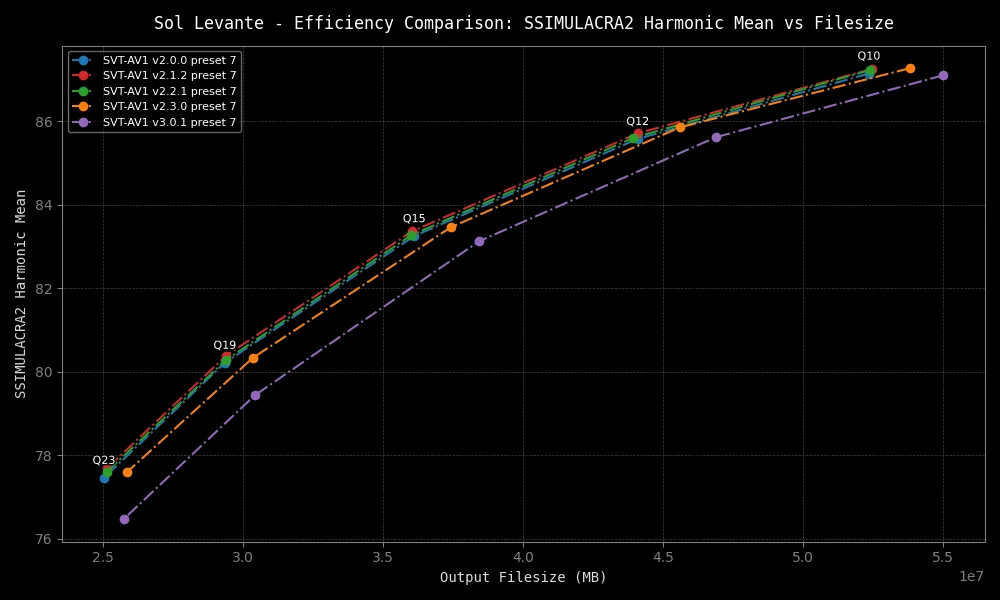 Sol Levante - Efficiency Comparison: SSIMULACRA2 Harmonic Mean vs Filesize
SVT-AV1 v2.0.0 preset 7
SVT-AV1 v2.1.2 preset 7
SVT-AV1 v2.2.1 preset 7
SVT-AV1 v2.3.0 preset 7
SVT-AV1 v3.0.1 preset 7
Q10
Q12
Q15
Q19
Q23
SSIMULACRA2 Harmonic Mean
86
84
82
80
78
76
2.5 3.0 3.5 4.0 4.5 5.0 5.5
1e7
Output Filesize (MB)